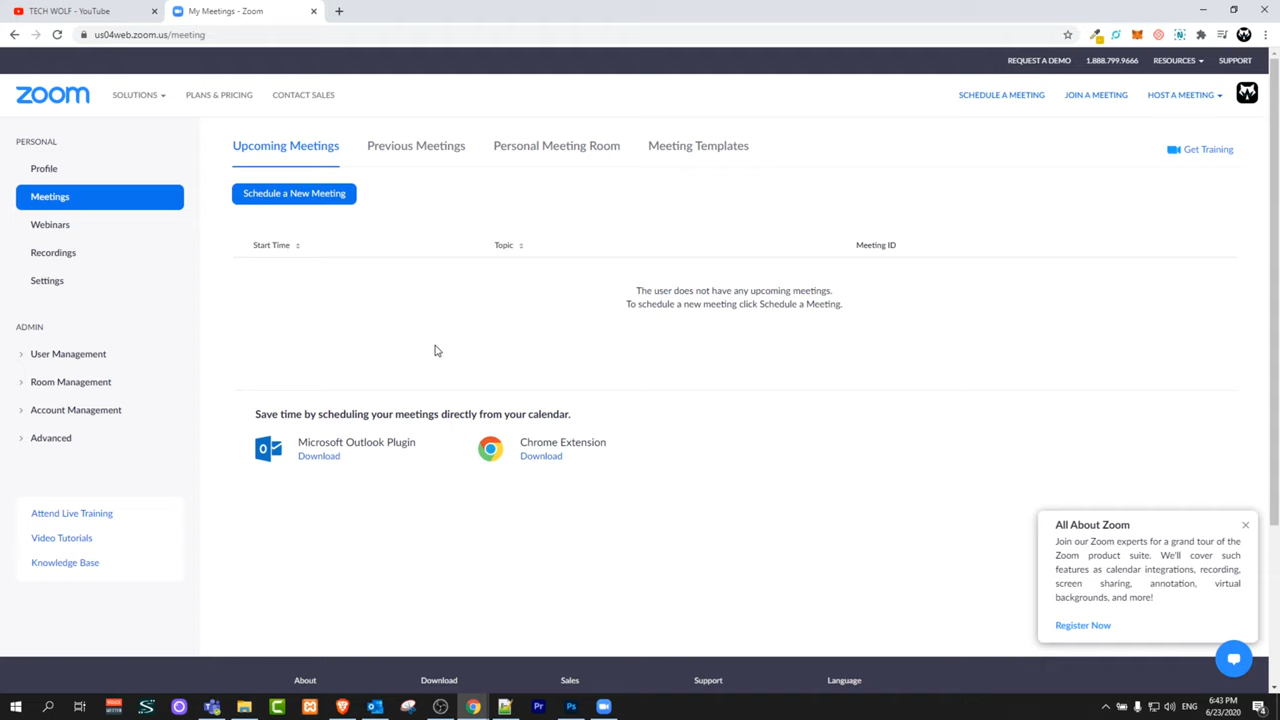 TECH WOLF - YouTube
My Meetings - Zoom
us04web.zoom.us/meeting
REQUEST A DEMO 1.888.799.9666 RESOURCES SUPPORT
zoom SOLUTIONS PLANS & PRICING CONTACT SALES SCHEDULE A MEETING JOIN A MEETING HOST A MEETING
PERSONAL
Profile
Meetings
Webinars
Recordings
Settings
ADMIN
User Management
Room Management
Account Management
Advanced
Attend Live Training
Video Tutorials
Knowledge Base
Upcoming Meetings Previous Meetings Personal Meeting Room Meeting Templates
Get Training
Schedule a New Meeting
Start Time Topic Meeting ID
The user does not have any upcoming meetings.
To schedule a new meeting click Schedule a Meeting.
Save time by scheduling your meetings directly from your calendar.
Microsoft Outlook Plugin
Download
Chrome Extension
Download
All About Zoom
Join our Zoom experts for a grand tour of the
Zoom product suite. We'll cover such
features as calendar integrations, recording,
screen sharing, annotation, virtual
backgrounds, and more!
Register Now
About Download Sales Support Language
ENG
6:43 PM
6/23/2020